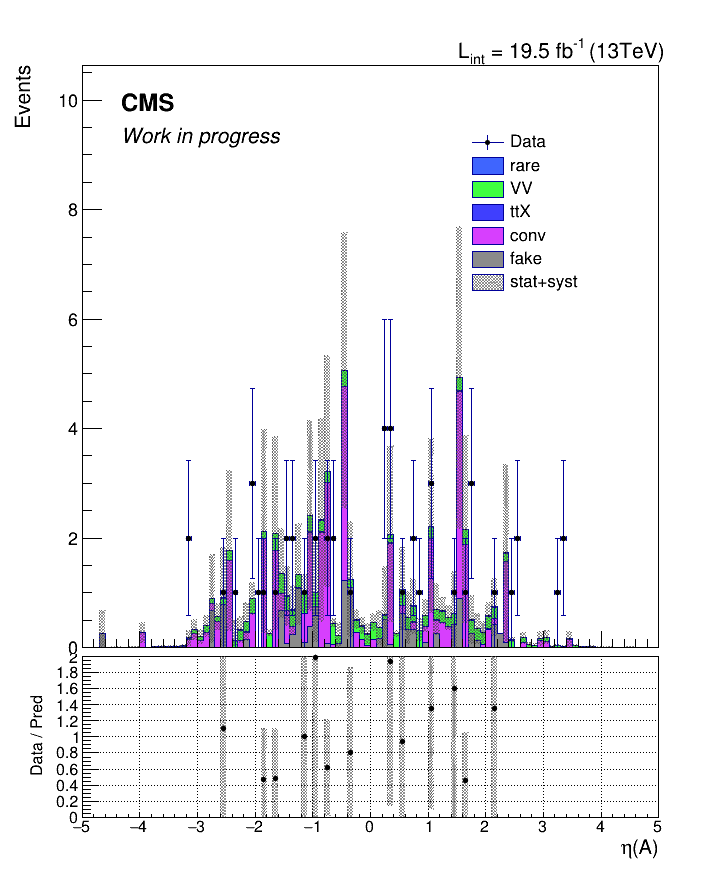 L_int = 19.5 fb^-1 (13TeV)
Events
CMS
Work in progress
Data
rare
VV
ttX
conv
fake
stat+syst
10
8
6
4
2
0
Data / Pred
2
1.8
1.6
1.4
1.2
1
0.8
0.6
0.4
0.2
0
−5 −4 −3 −2 −1 0 1 2 3 4 5
η(A)